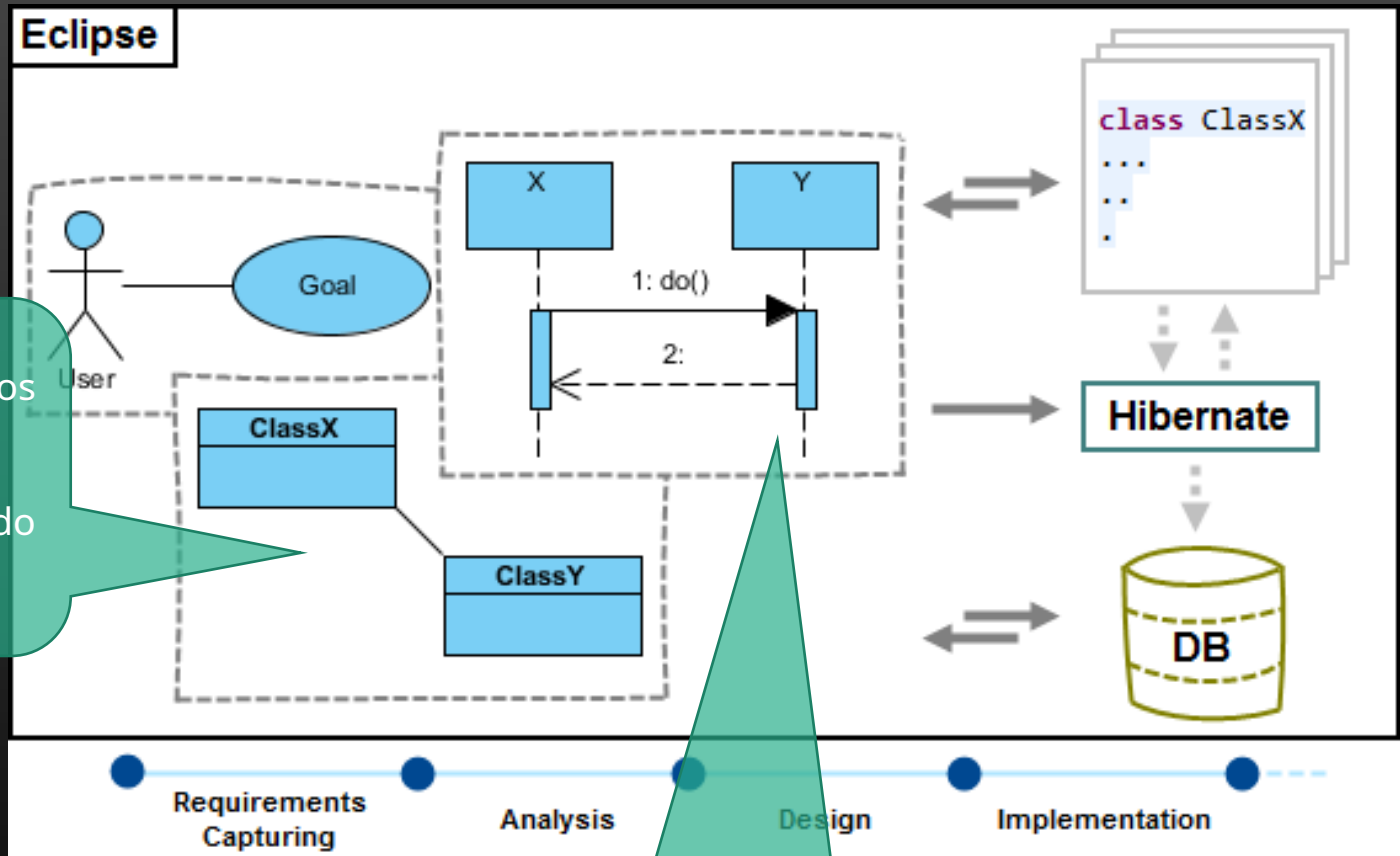 Eclipse
class ClassX
...
..
.
X
Y
1: do()
Goal
2:
User
os
do
ClassX
Hibernate
ClassY
DB
Requirements
Capturing
Analysis
Design
Implementation